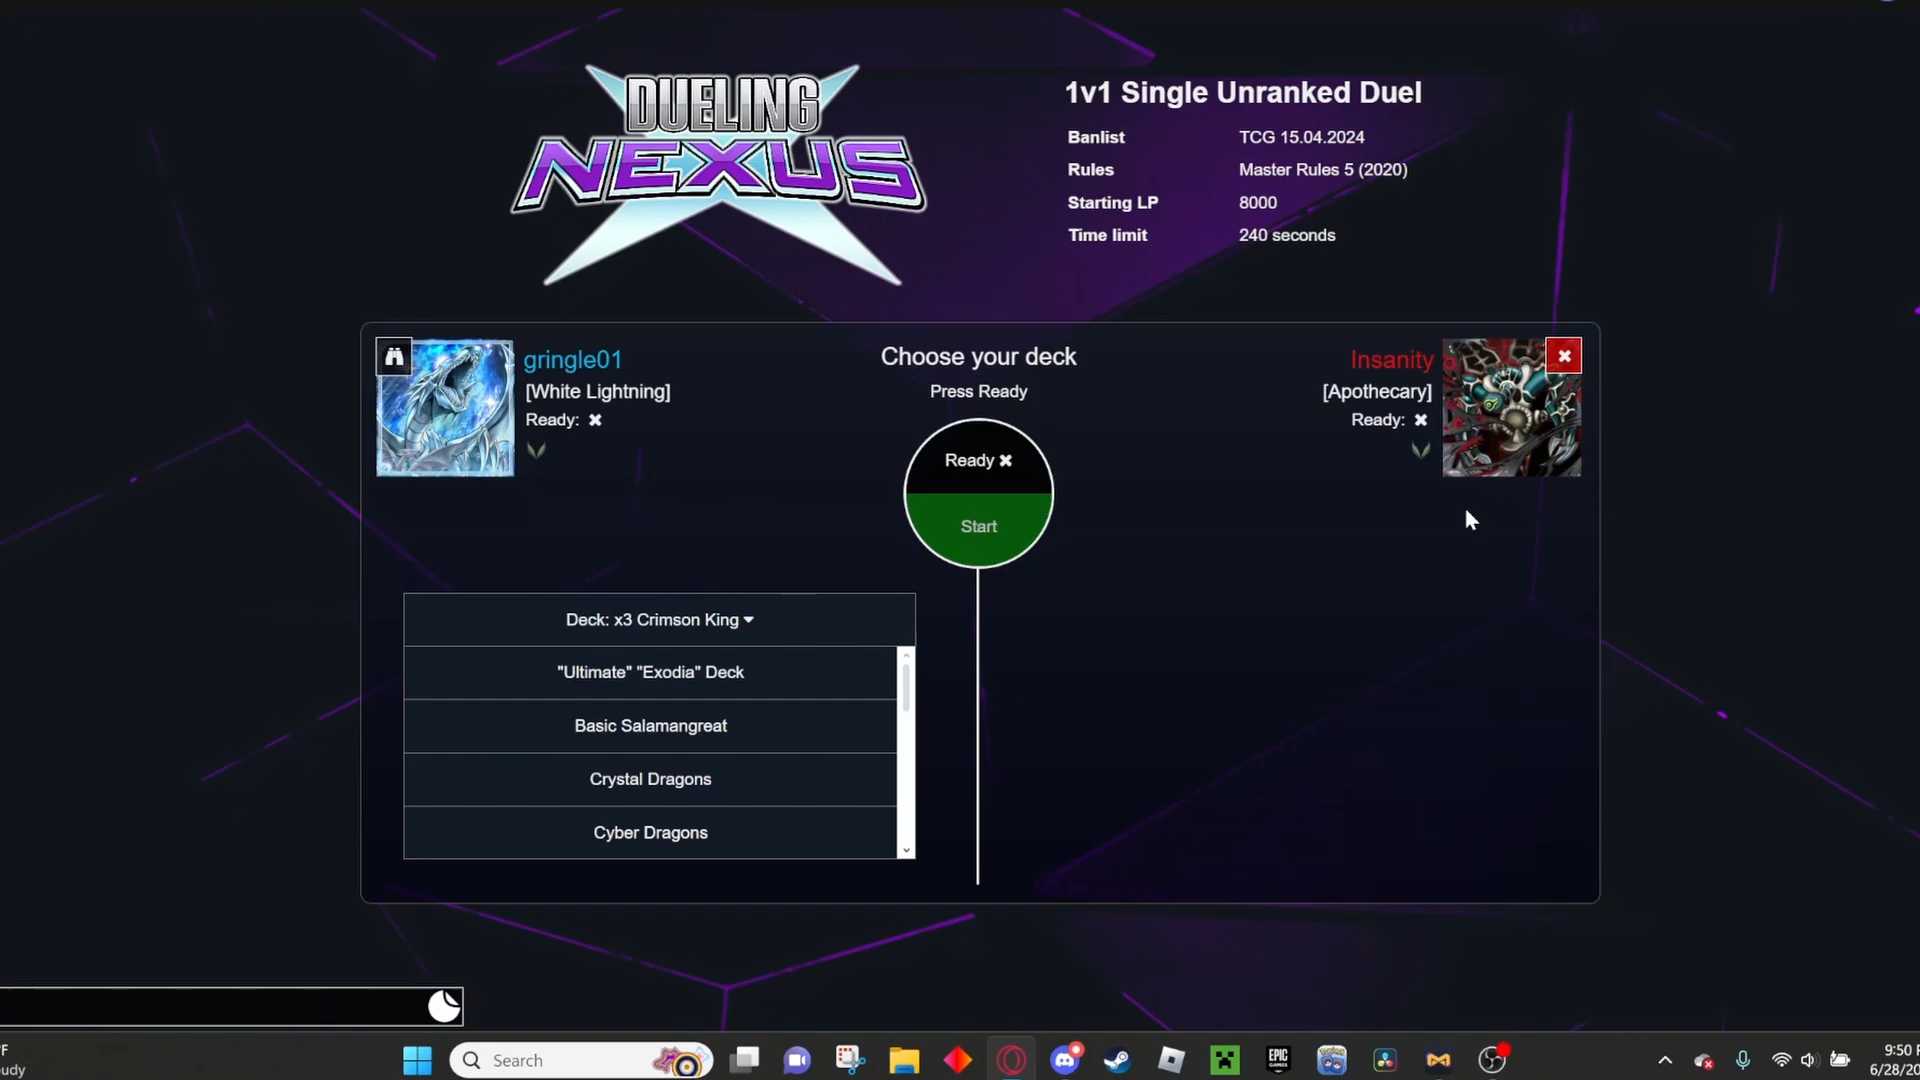 DUELING
NEXUS
1v1 Single Unranked Duel
Banlist TCG 15.04.2024
Rules Master Rules 5 (2020)
Starting LP 8000
Time limit 240 seconds
gringle01
[White Lightning]
Ready: ✖
Choose your deck
Press Ready
Ready ✖
Start
Insanity
[Apothecary]
Ready: ✖
Deck: x3 Crimson King
"Ultimate" "Exodia" Deck
Basic Salamangreat
Crystal Dragons
Cyber Dragons
Search
EPIC
GAMES
9:50
6/28/20